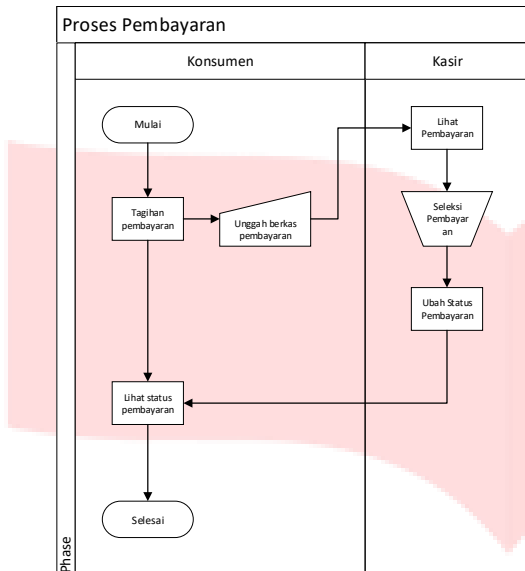 Proses Pembayaran
Konsumen
Kasir
Mulai
Lihat
Pembayaran
Tagihan
pembayaran
Unggah berkas
pembayaran
Seleksi
Pembayar
an
Ubah Status
Pembayaran
Lihat status
pembayaran
Selesai
Phase